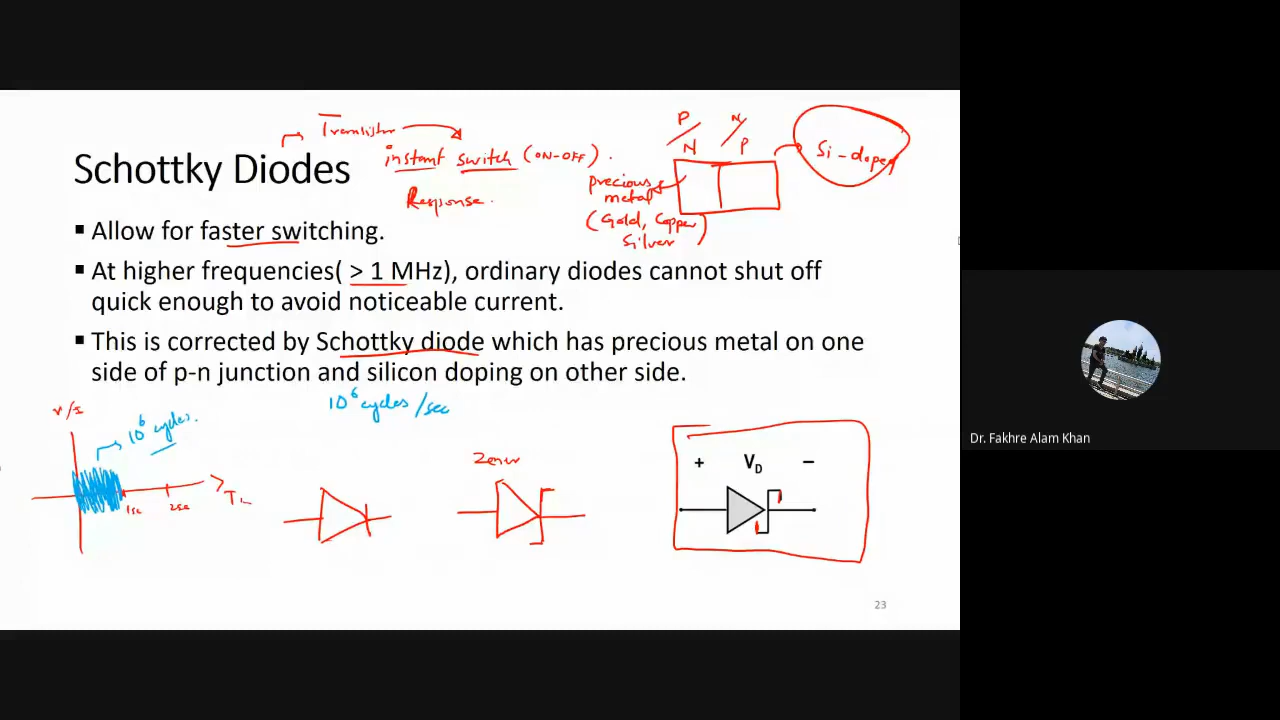 Transistor
P N
N P
Schottky Diodes
instant switch (ON-OFF).
Si-doped
Response.
precious
metal
(Gold, Copper
Silver)
▪ Allow for faster switching.
▪ At higher frequencies( > 1 MHz), ordinary diodes cannot shut off
quick enough to avoid noticeable current.
▪ This is corrected by Schottky diode which has precious metal on one
side of p-n junction and silicon doping on other side.
10⁶ cycles/sec
V/I
10⁶ cycles.
Zener
+ VD −
1sec 2sec
23
Dr. Fakhre Alam Khan